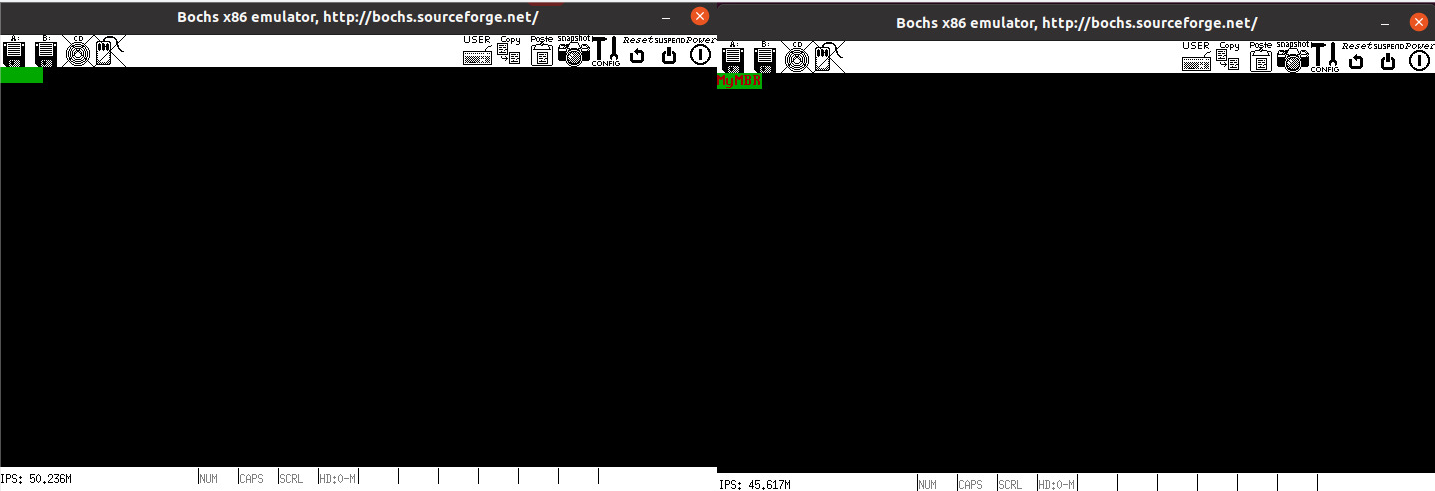 Bochs x86 emulator, http://bochs.sourceforge.net/
A: B: CD USER Copy Paste snapshot CONFIG Reset SUSPEND Power
IPS: 50.236M NUM CAPS SCRL HD:0-M
Bochs x86 emulator, http://bochs.sourceforge.net/
A: B: CD USER Copy Paste snapshot CONFIG Reset SUSPEND Power
MyMBR
IPS: 45.617M NUM CAPS SCRL HD:0-M